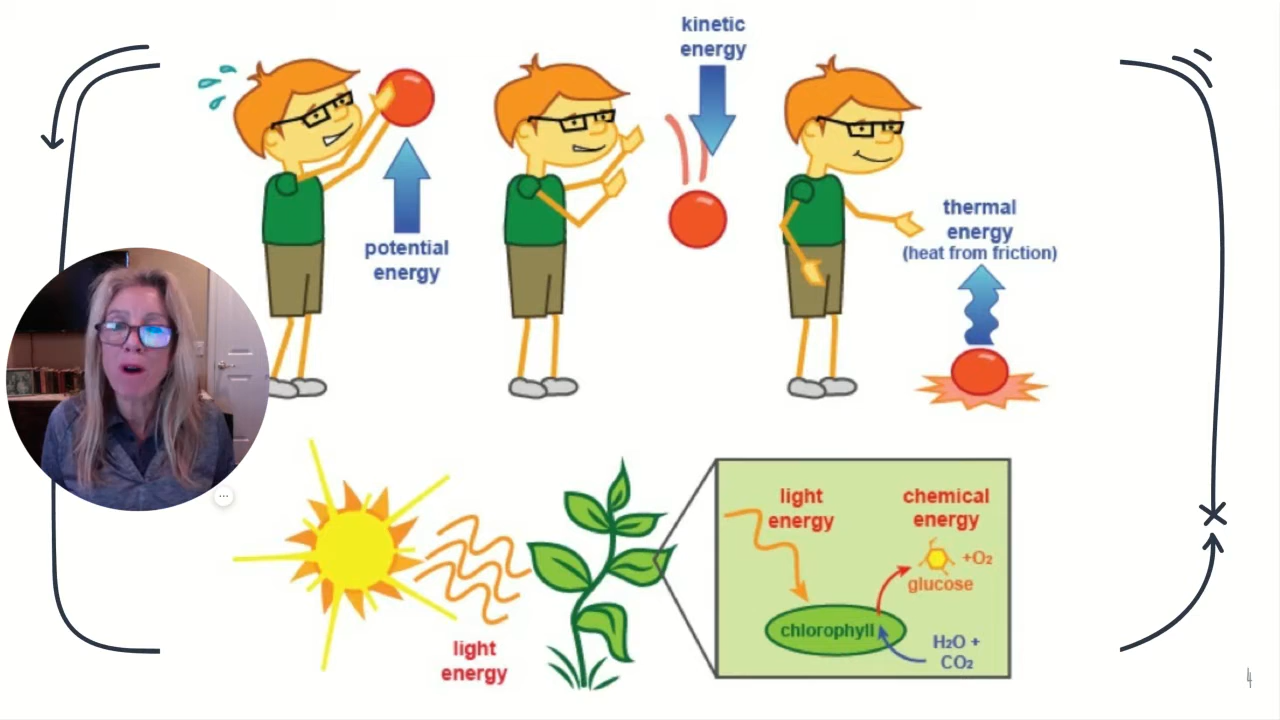 kinetic
energy
potential
energy
thermal
energy
(heat from friction)
light
energy
light
energy
chemical
energy
+O₂
glucose
chlorophyll
H₂O +
CO₂
4